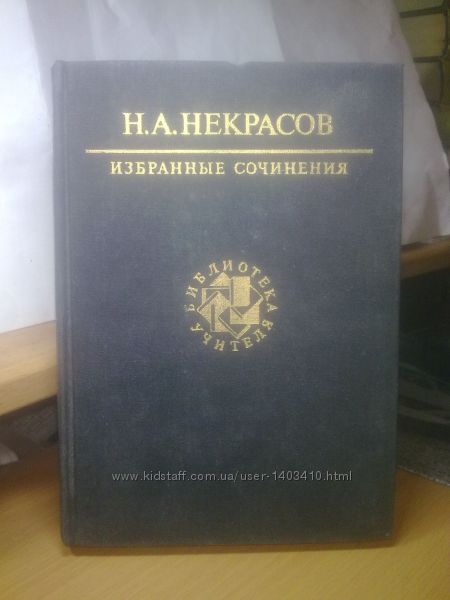 Н.А.НЕКРАСОВ
ИЗБРАННЫЕ СОЧИНЕНИЯ
БИБЛИОТЕКА УЧИТЕЛЯ
www.kidstaff.com.ua/user-1403410.html